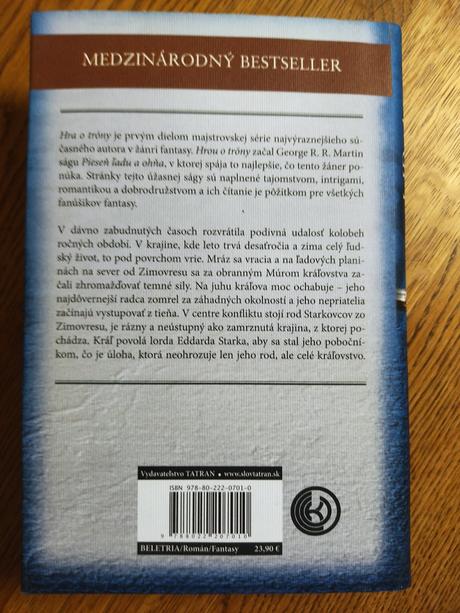 MEDZINÁRODNÝ BESTSELLER
Hra o tróny je prvým dielom majstrovskej série najvýraznejšieho sú-
časného autora v žánri fantasy. Hrou o tróny začal George R. R. Martin
ságu Pieseň ľadu a ohňa, v ktorej spája to najlepšie, čo tento žáner po-
núka. Stránky tejto úžasnej ságy sú naplnené tajomstvom, intrigami,
romantikou a dobrodružstvom a ich čítanie je pôžitkom pre všetkých
fanúšikov fantasy.
V dávno zabudnutých časoch rozvrátila podivná udalosť kolobeh
ročných období. V krajine, kde leto trvá desaťročia a zima celý ľud-
ský život, to pod povrchom vrie. Mráz sa vracia a na ľadových plani-
nách na sever od Zimovresu sa za obranným Múrom kráľovstva za-
čali zhromažďovať temné sily. Na juhu kráľova moc ochabuje – jeho
najdôvernejší radca zomrel za záhadných okolností a jeho nepriatelia
začínajú vystupovať z tieňa. V centre konfliktu stojí rod Starkovcov zo
Zimovresu, je rázny a neústupný ako zamrznutá krajina, z ktorej po-
chádza. Kráľ povolá lorda Eddarda Starka, aby sa stal jeho poboční-
kom, čo je úloha, ktorá neohrozuje len jeho rod, ale celé kráľovstvo.
Vydavateľstvo TATRAN • www.slovtatran.sk
ISBN 978-80-222-0701-0
9 788022 207010
BELETRIA/Román/Fantasy 23,90 €